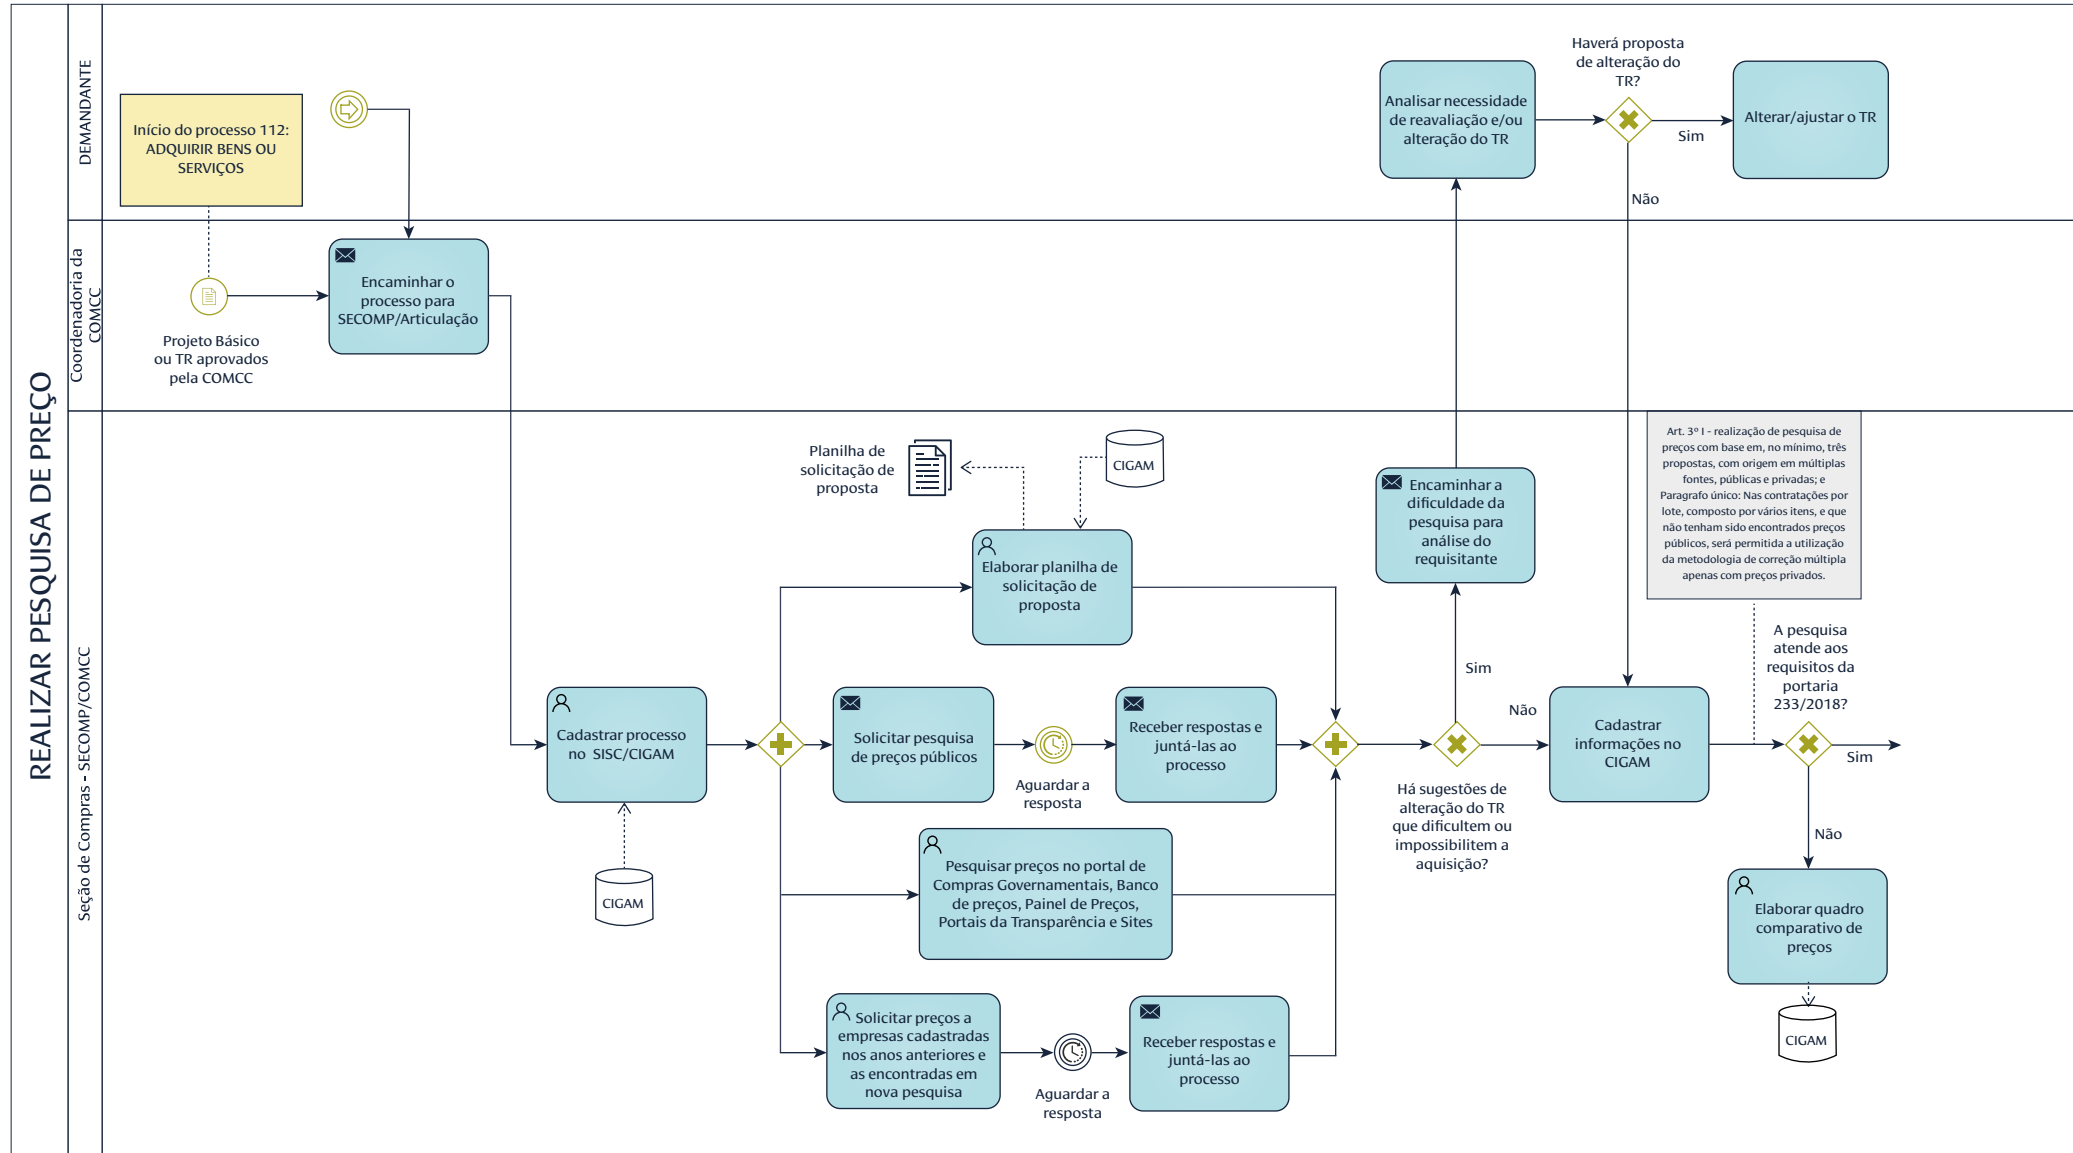 REALIZAR PESQUISA DE PREÇO
DEMANDANTE
Início do processo 112:
ADQUIRIR BENS OU
SERVIÇOS
Analisar necessidade
de reavaliação e/ou
alteração do TR
Haverá proposta
de alteração do
TR?
Sim
Alterar/ajustar o TR
Não
Coordenadoria da
COMCC
Projeto Básico
ou TR aprovados
pela COMCC
Encaminhar o
processo para
SECOMP/Articulação
Seção de Compras - SECOMP/COMCC
Cadastrar processo
no SISC/CIGAM
CIGAM
Planilha de
solicitação de
proposta
CIGAM
Elaborar planilha de
solicitação de
proposta
Solicitar pesquisa
de preços públicos
Aguardar a
resposta
Receber respostas e
juntá-las ao
processo
Pesquisar preços no portal de
Compras Governamentais, Banco
de preços, Painel de Preços,
Portais da Transparência e Sites
Solicitar preços a
empresas cadastradas
nos anos anteriores e
as encontradas em
nova pesquisa
Aguardar a
resposta
Receber respostas e
juntá-las ao
processo
Encaminhar a
dificuldade da
pesquisa para
análise do
requisitante
Sim
Há sugestões de
alteração do TR
que dificultem ou
impossibilitem a
aquisição?
Não
Cadastrar
informações no
CIGAM
Art. 3º I - realização de pesquisa de
preços com base em, no mínimo, três
propostas, com origem em múltiplas
fontes, públicas e privadas; e
Paragrafo único: Nas contratações por
lote, composto por vários itens, e que
não tenham sido encontrados preços
públicos, será permitida a utilização
da metodologia de correção múltipla
apenas com preços privados.
A pesquisa
atende aos
requisitos da
portaria
233/2018?
Sim
Não
Elaborar quadro
comparativo de
preços
CIGAM